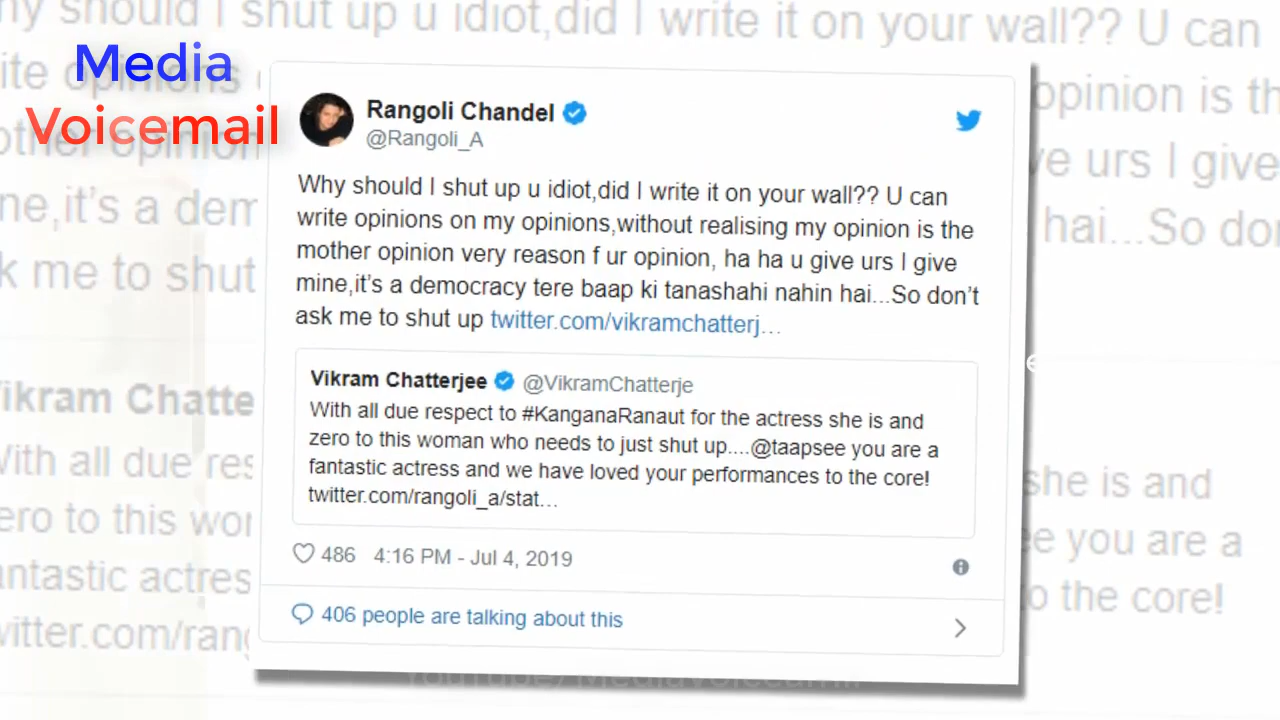 Media
Voicemail
Rangoli Chandel
@Rangoli_A
Why should I shut up u idiot,did I write it on your wall?? U can
write opinions on my opinions,without realising my opinion is the
mother opinion very reason f ur opinion, ha ha u give urs I give
mine,it's a democracy tere baap ki tanashahi nahin hai...So don't
ask me to shut up twitter.com/vikramchatterj…
Vikram Chatterjee @VikramChatterje
With all due respect to #KanganaRanaut for the actress she is and
zero to this woman who needs to just shut up....@taapsee you are a
fantastic actress and we have loved your performances to the core!
twitter.com/rangoli_a/stat…
486 4:16 PM - Jul 4, 2019
406 people are talking about this